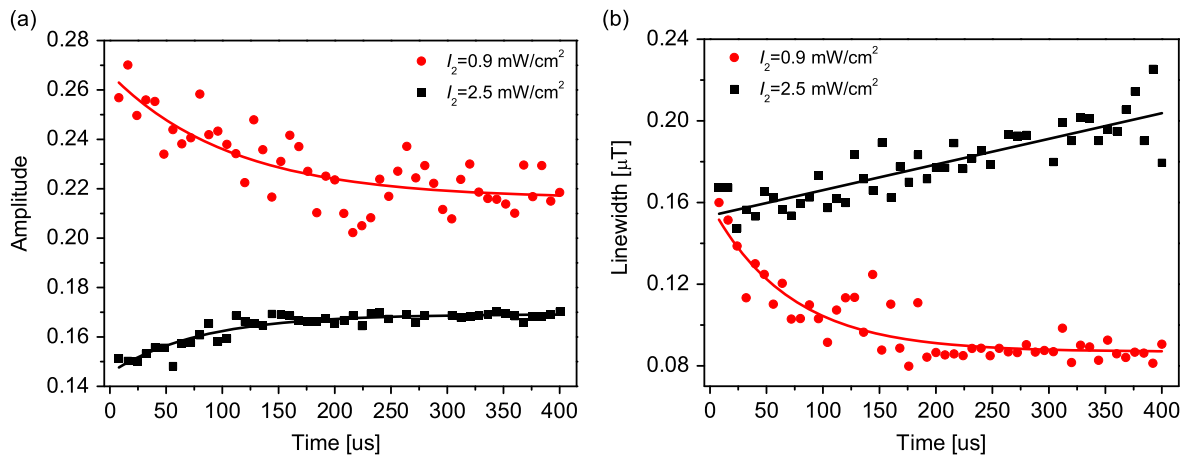 (a)
0.28
0.26
0.24
0.22
0.20
0.18
0.16
0.14
Amplitude
I₂=0.9 mW/cm²
I₂=2.5 mW/cm²
0 50 100 150 200 250 300 350 400
Time [us]
(b)
0.24
0.20
0.16
0.12
0.08
Linewidth [μT]
I₂=0.9 mW/cm²
I₂=2.5 mW/cm²
0 50 100 150 200 250 300 350 400
Time [us]